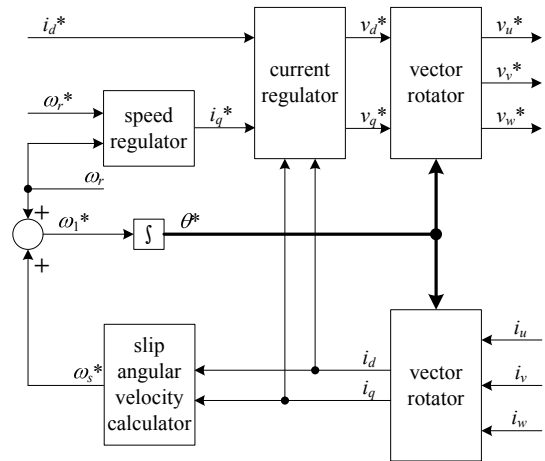 i_d*
v_d*
v_u*
current
regulator
vector
rotator
v_v*
ω_r*
speed
regulator
i_q*
v_q*
v_w*
ω_r
+
ω_1*
∫
θ*
+
slip
angular
velocity
calculator
ω_s*
i_d
i_q
vector
rotator
i_u
i_v
i_w